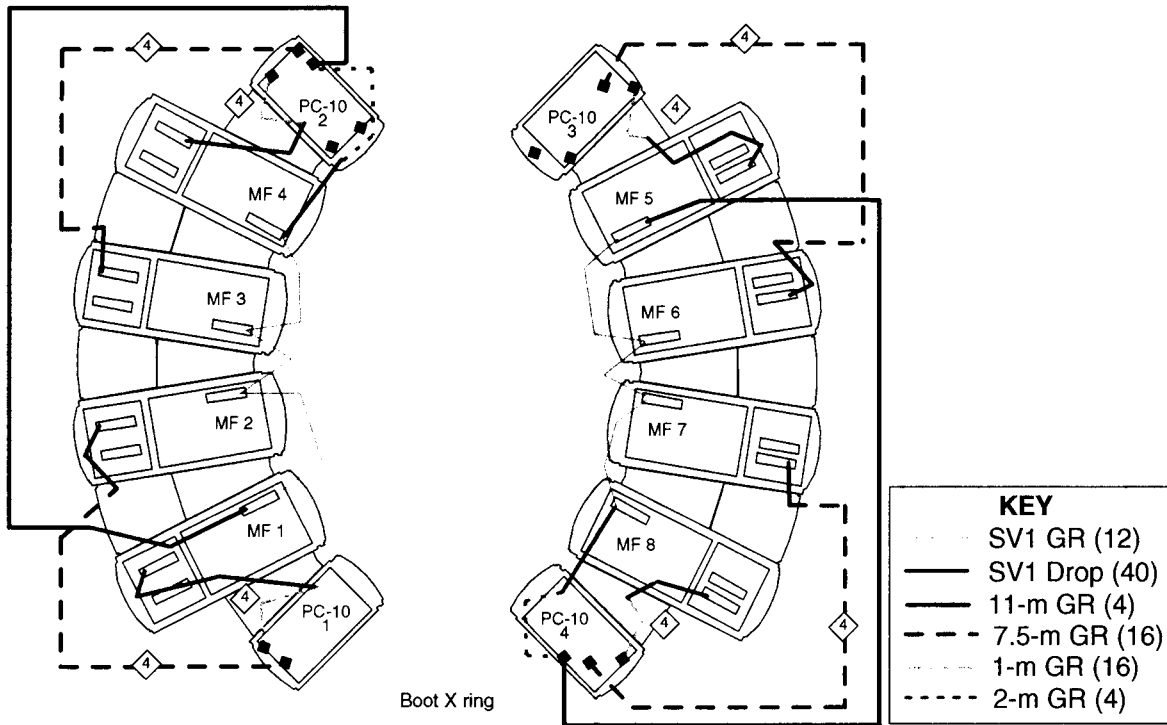 4
4
PC-10
2
4
PC-10
3
4
MF 4
MF 5
MF 3
MF 6
MF 2
MF 7
MF 1
MF 8
4
PC-10
1
4
PC-10
4
4
4
Boot X ring
KEY
SV1 GR (12)
SV1 Drop (40)
11-m GR (4)
7.5-m GR (16)
1-m GR (16)
2-m GR (4)